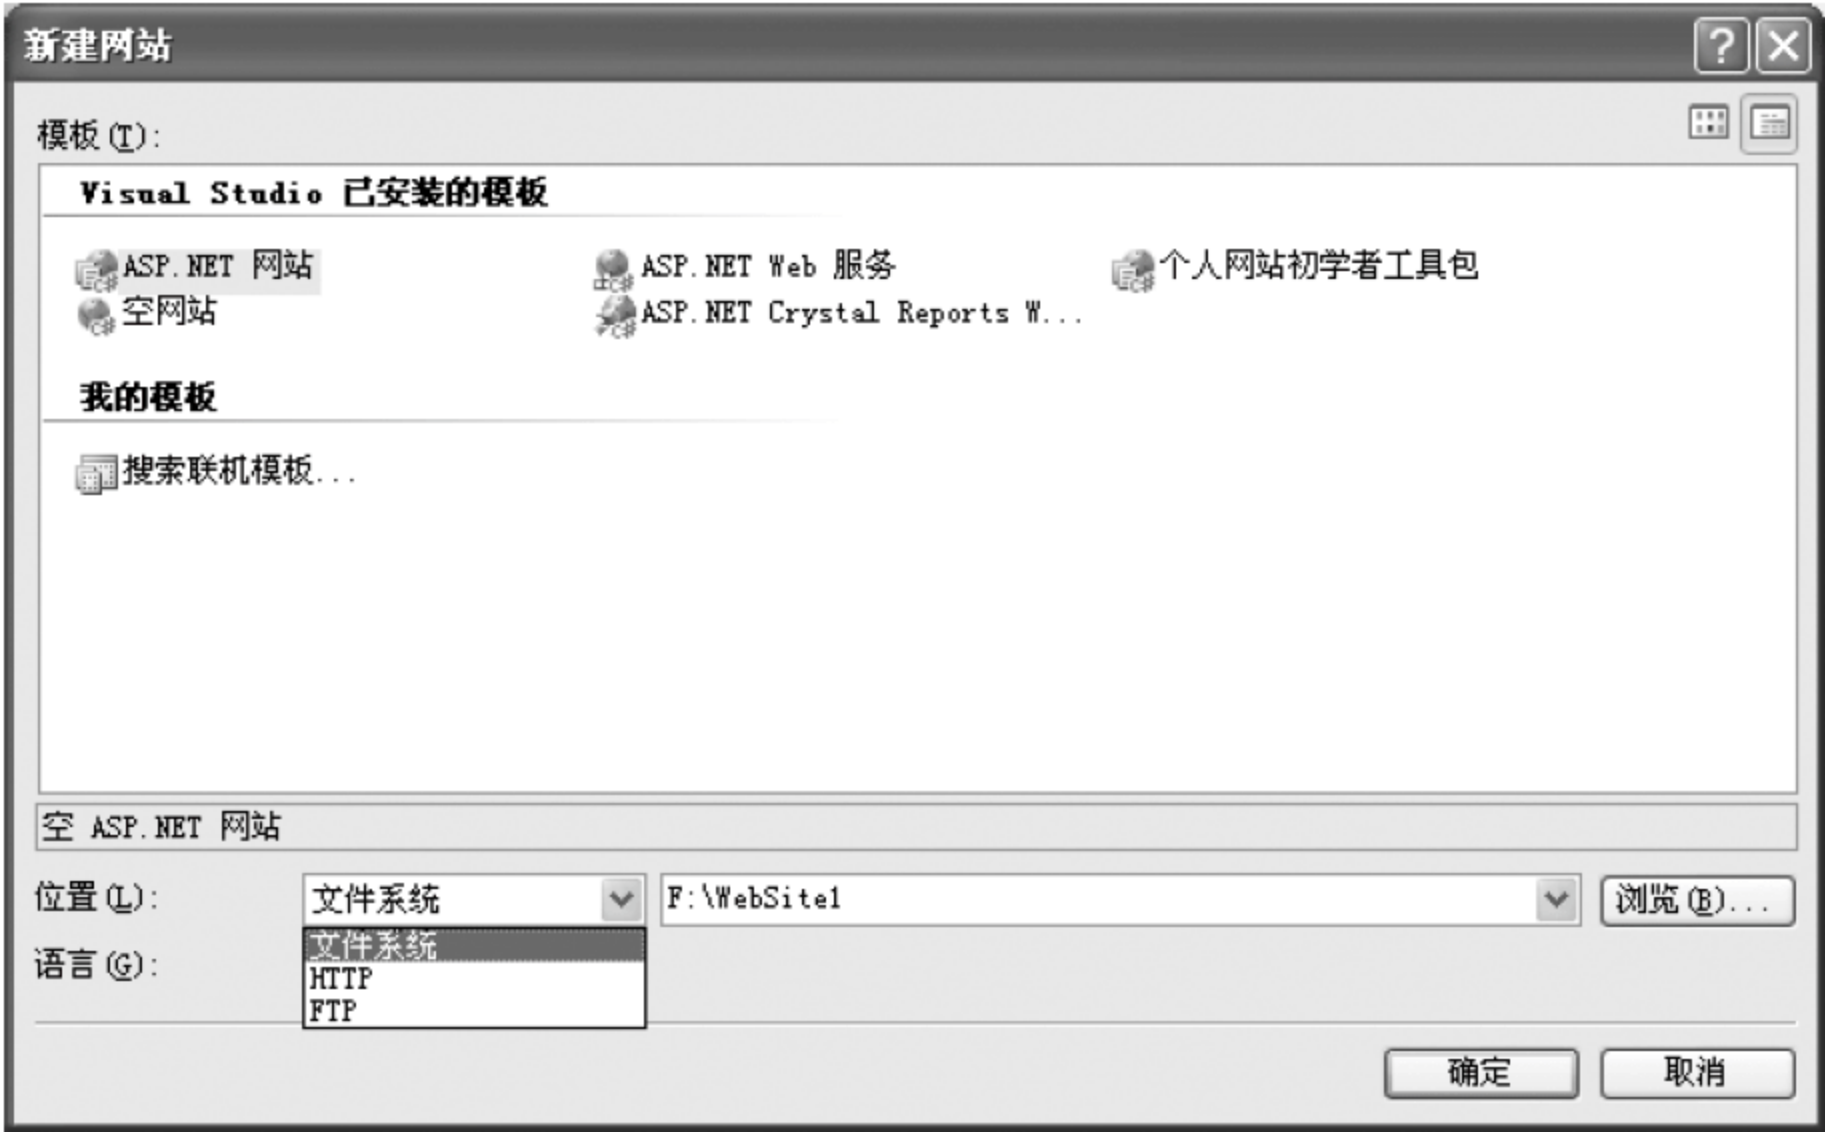 新建网站
模板(T):
Visual Studio 已安装的模板
ASP.NET 网站 ASP.NET Web 服务 个人网站初学者工具包
空网站 ASP.NET Crystal Reports W...
我的模板
搜索联机模板...
空 ASP.NET 网站
位置(L): 文件系统 F:\WebSite1 浏览(B)...
文件系统
语言(G):
HTTP
FTP
确定 取消